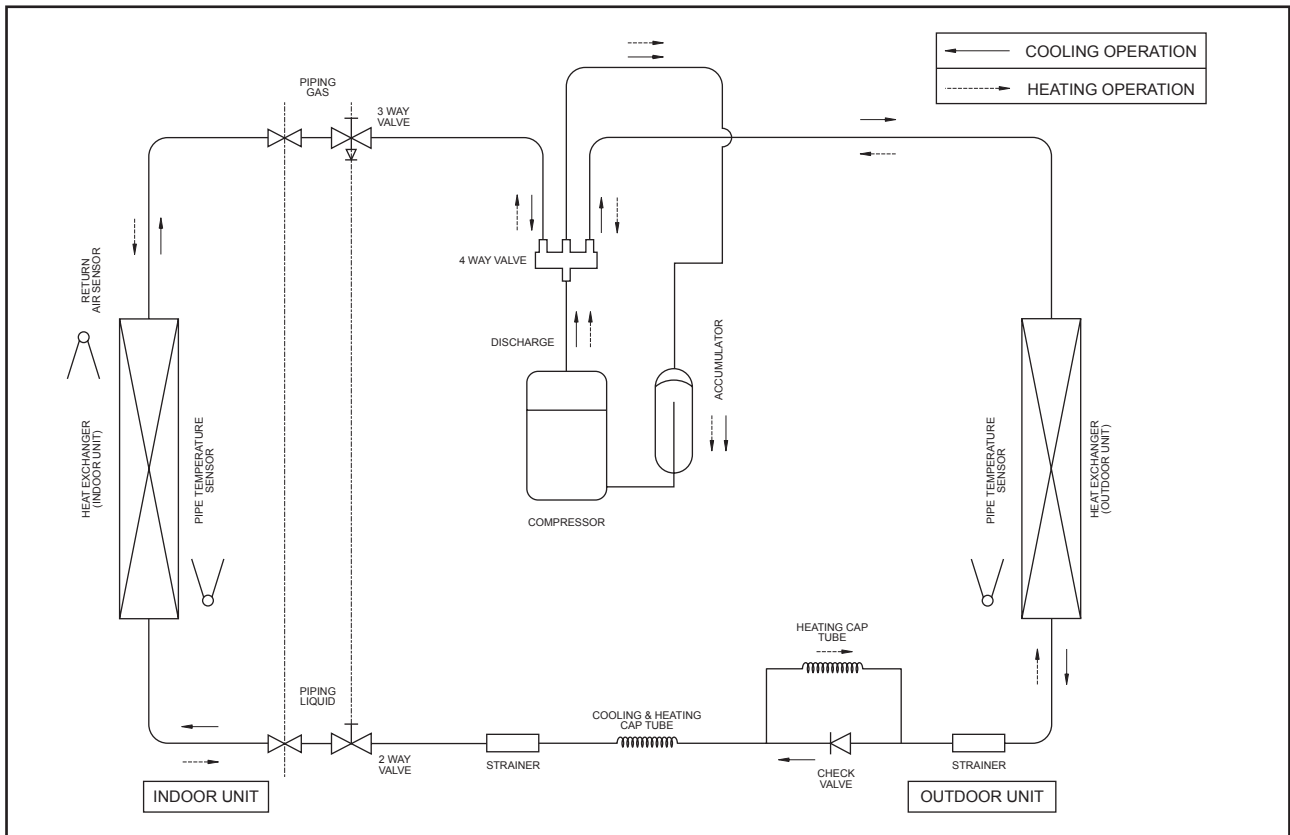 COOLING OPERATION
HEATING OPERATION
PIPING
GAS
3 WAY
VALVE
4 WAY VALVE
RETURN
AIR SENSOR
DISCHARGE
ACCUMULATOR
HEAT EXCHANGER
(INDOOR UNIT)
PIPE TEMPERATURE
SENSOR
COMPRESSOR
PIPE TEMPERATURE
SENSOR
HEAT EXCHANGER
(OUTDOOR UNIT)
HEATING CAP
TUBE
PIPING
LIQUID
COOLING & HEATING
CAP TUBE
2 WAY
VALVE
STRAINER
CHECK
VALVE
STRAINER
INDOOR UNIT
OUTDOOR UNIT